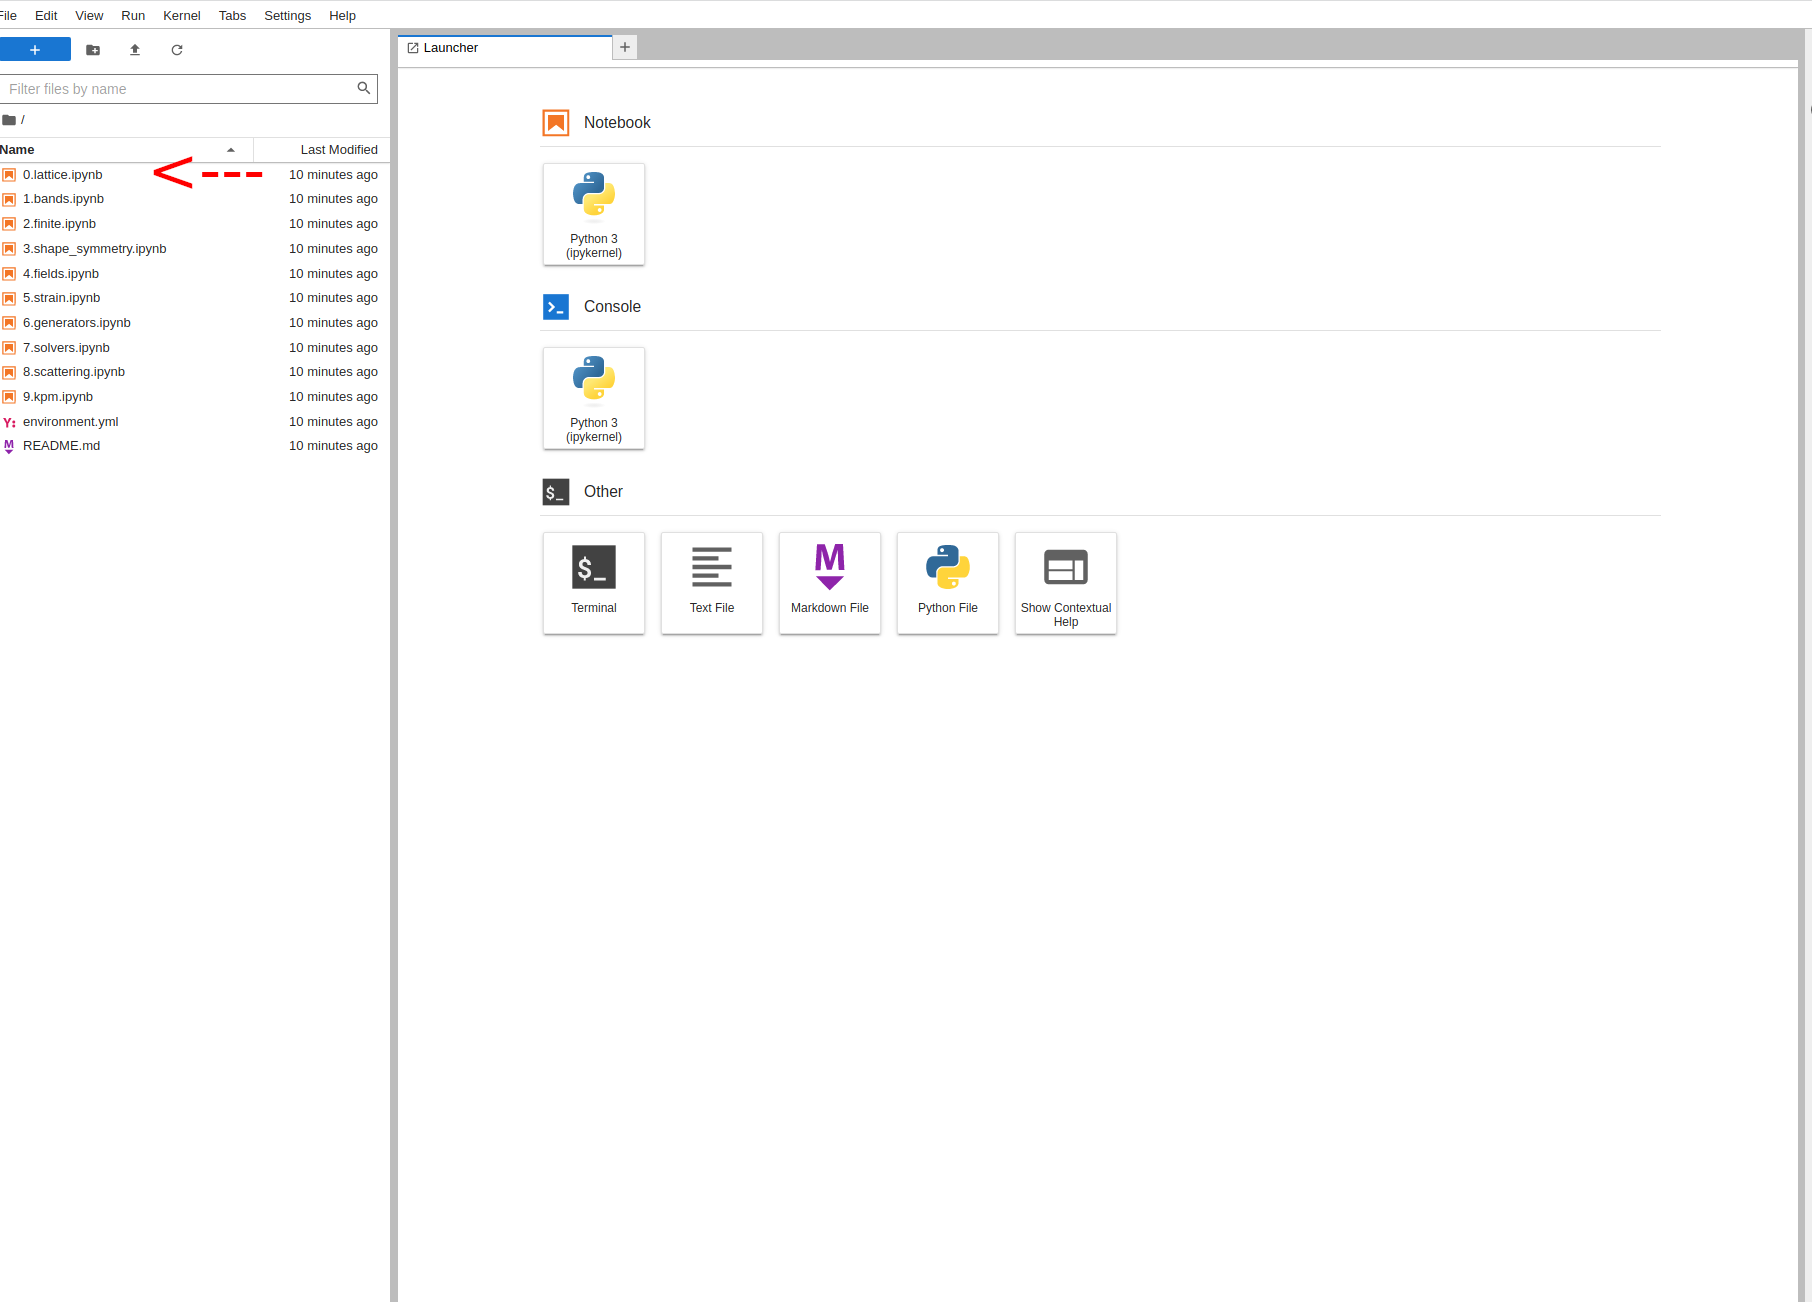 File Edit View Run Kernel Tabs Settings Help
Launcher
Filter files by name
/
Name Last Modified
0.lattice.ipynb 10 minutes ago
1.bands.ipynb 10 minutes ago
2.finite.ipynb 10 minutes ago
3.shape_symmetry.ipynb 10 minutes ago
4.fields.ipynb 10 minutes ago
5.strain.ipynb 10 minutes ago
6.generators.ipynb 10 minutes ago
7.solvers.ipynb 10 minutes ago
8.scattering.ipynb 10 minutes ago
9.kpm.ipynb 10 minutes ago
environment.yml 10 minutes ago
README.md 10 minutes ago
Notebook
Python 3
(ipykernel)
Console
Python 3
(ipykernel)
$_ Other
$_
M
Terminal Text File Markdown File Python File Show Contextual
Help